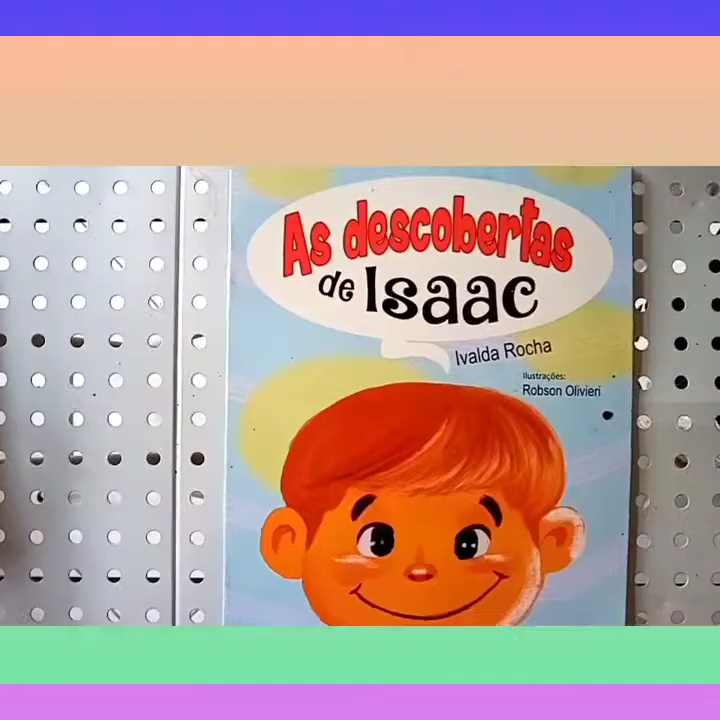 As descobertas
de Isaac
Ivalda Rocha
Ilustrações:
Robson Olivieri